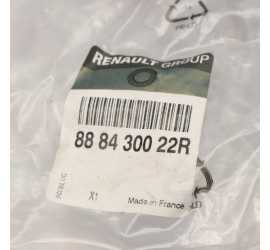 RENAULT GROUP
88 84 300 22R
X1
Made in France